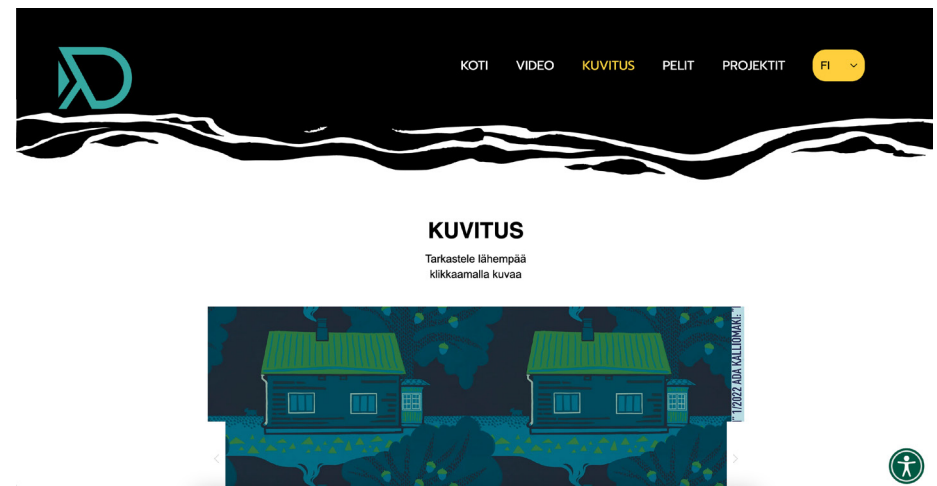 KOTI VIDEO KUVITUS PELIT PROJEKTIT FI
KUVITUS
Tarkastele lähempää
klikkaamalla kuvaa
1/2022 ADA KALLIOMÄKI: